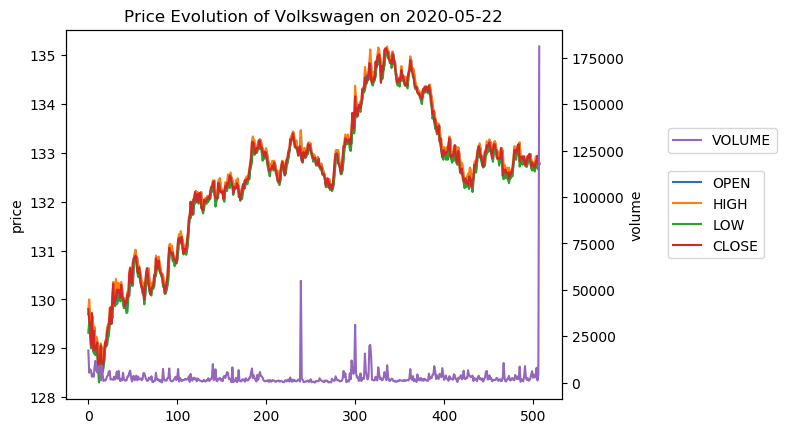 Price Evolution of Volkswagen on 2020-05-22
135
134
133
132
131
130
129
128
price
0
100
200
300
400
500
175000
150000
125000
100000
75000
50000
25000
0
volume
VOLUME
OPEN
HIGH
LOW
CLOSE